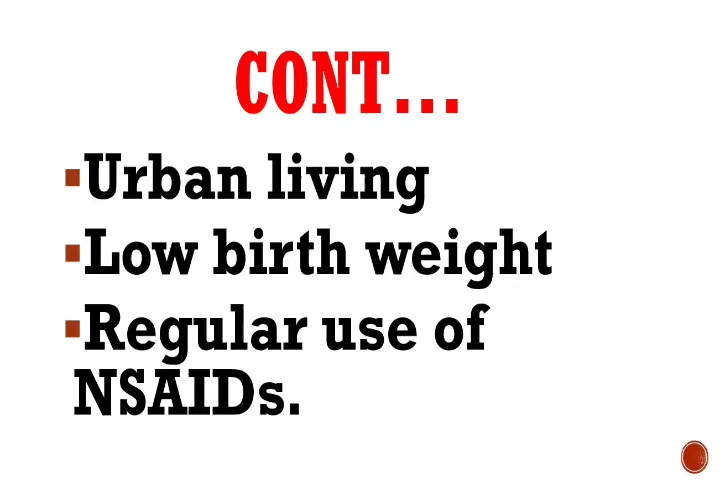 CONT...
▪Urban living
▪Low birth weight
▪Regular use of
NSAIDs.